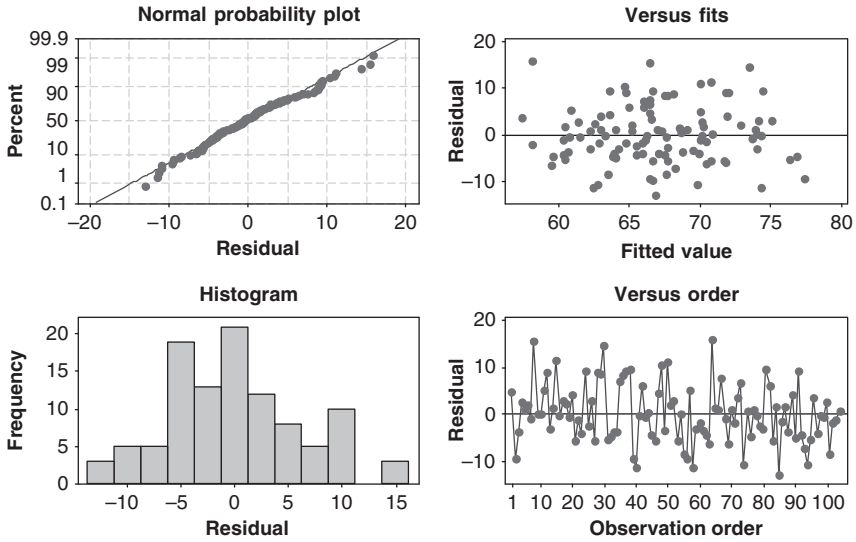 Normal probability plot
99.9
99
90
50
10
1
0.1
Percent
−20 −10 0 10 20
Residual
Versus fits
20
10
0
−10
Residual
60 65 70 75 80
Fitted value
Histogram
20
15
10
5
0
Frequency
−10 −5 0 5 10 15
Residual
Versus order
20
10
0
−10
Residual
1 10 20 30 40 50 60 70 80 90 100
Observation order